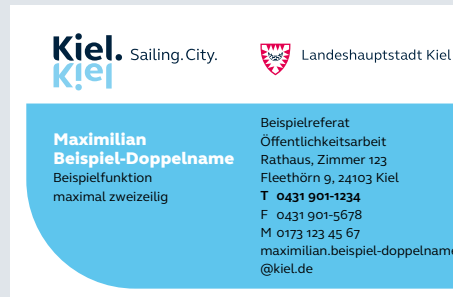 Kiel. Sailing.City.
Kiel
Landeshauptstadt Kiel
Maximilian
Beispiel-Doppelname
Beispielfunktion
maximal zweizeilig
Beispielreferat
Öffentlichkeitsarbeit
Rathaus, Zimmer 123
Fleethörn 9, 24103 Kiel
T 0431 901-1234
F 0431 901-5678
M 0173 123 45 67
maximilian.beispiel-doppelname
@kiel.de